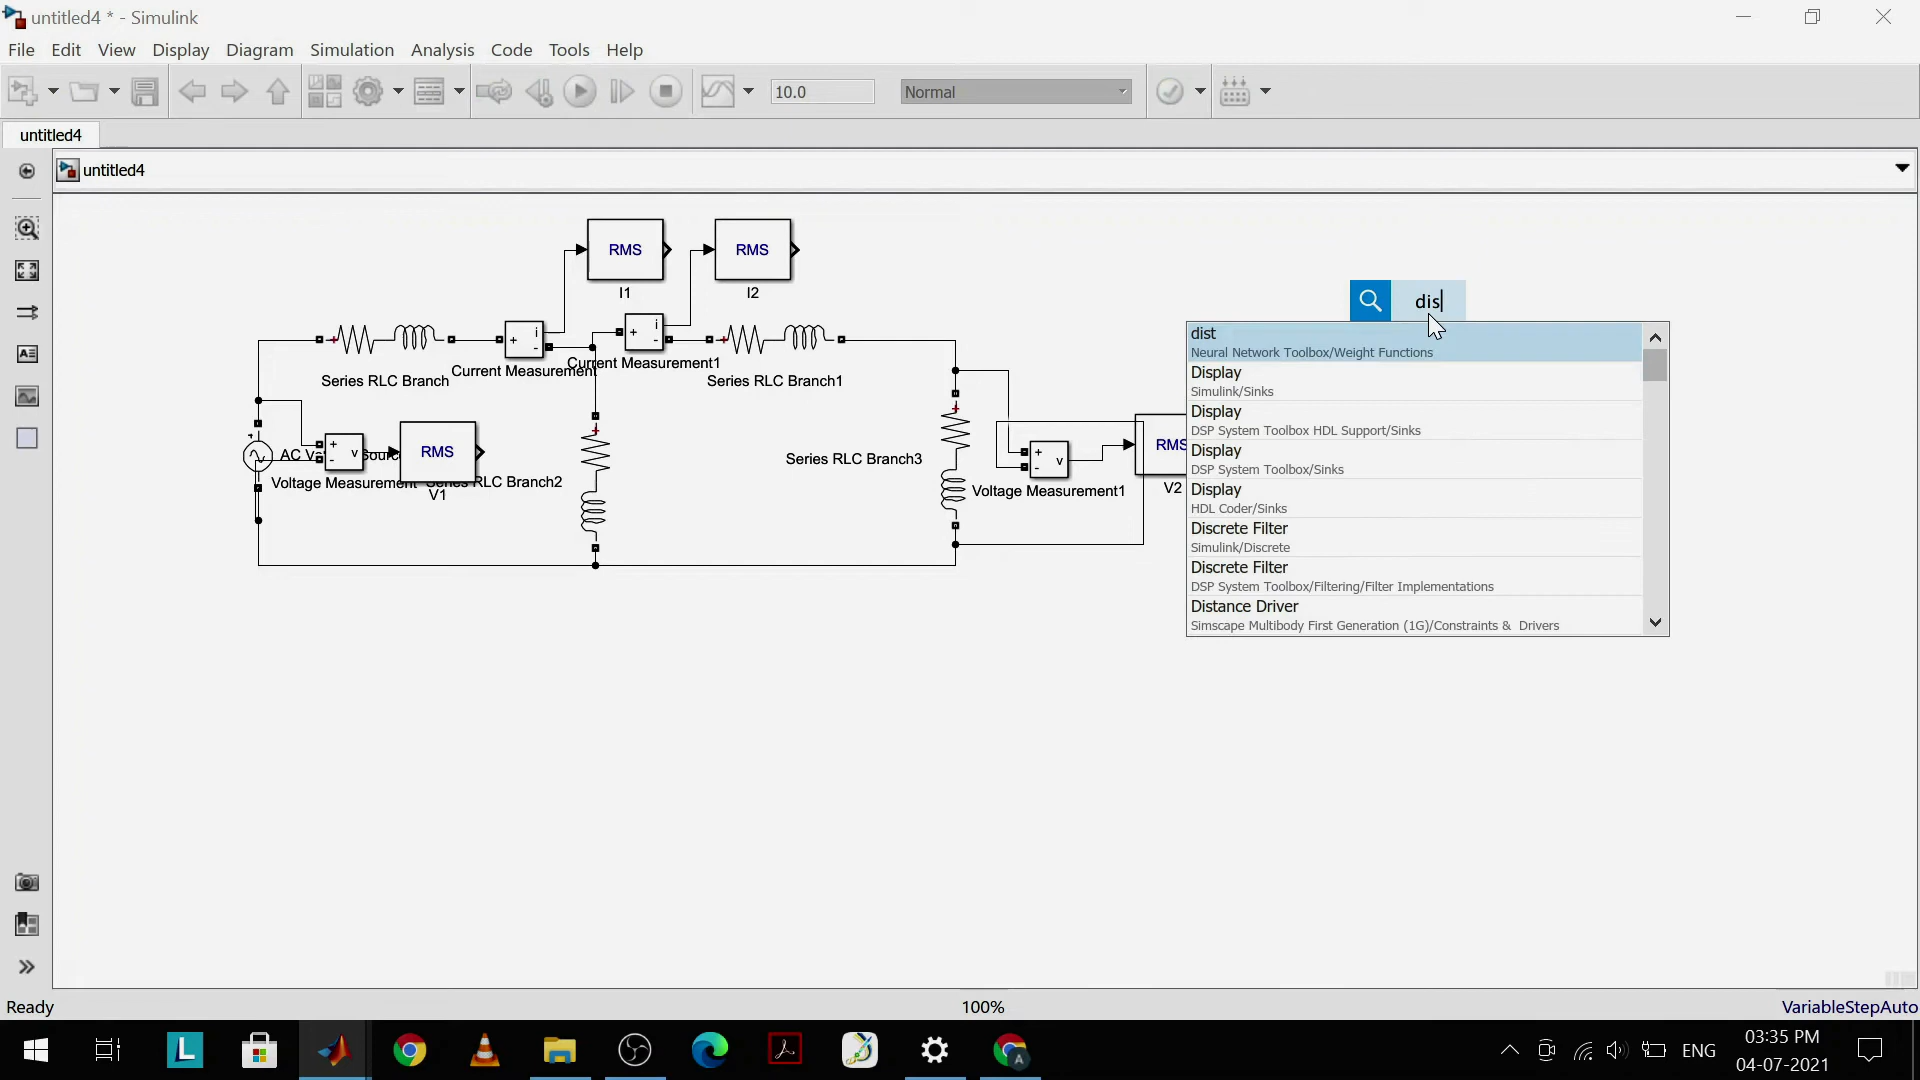 untitled4 * - Simulink
File Edit View Display Diagram Simulation Analysis Code Tools Help
10.0
Normal
untitled4
untitled4
RMS
RMS
I1
I2
i
+
-
i
+
-
dis
dist
Neural Network Toolbox/Weight Functions
Display
Simulink/Sinks
Display
DSP System Toolbox HDL Support/Sinks
Display
DSP System Toolbox/Sinks
Display
HDL Coder/Sinks
Discrete Filter
Simulink/Discrete
Discrete Filter
DSP System Toolbox/Filtering/Filter Implementations
Distance Driver
Simscape Multibody First Generation (1G)/Constraints & Drivers
Series RLC Branch
Current Measurement
Current Measurement1
Series RLC Branch1
+
-
v
RMS
Voltage Measurement
V1
RLC Branch2
Series RLC Branch3
+
-
v
RMS
Voltage Measurement1
V2
Ready
100%
VariableStepAuto
L
A
ENG
03:35 PM
04-07-2021